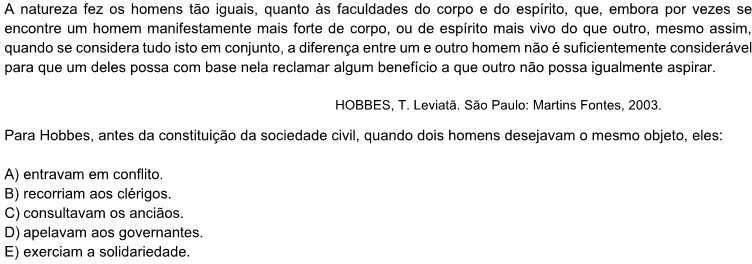 A natureza fez os homens tão iguais, quanto às faculdades do corpo e do espírito, que, embora por vezes se
encontre um homem manifestamente mais forte de corpo, ou de espírito mais vivo do que outro, mesmo assim,
quando se considera tudo isto em conjunto, a diferença entre um e outro homem não é suficientemente considerável
para que um deles possa com base nela reclamar algum benefício a que outro não possa igualmente aspirar.
HOBBES, T. Leviatã. São Paulo: Martins Fontes, 2003.
Para Hobbes, antes da constituição da sociedade civil, quando dois homens desejavam o mesmo objeto, eles:
A) entravam em conflito.
B) recorriam aos clérigos.
C) consultavam os anciãos.
D) apelavam aos governantes.
E) exerciam a solidariedade.